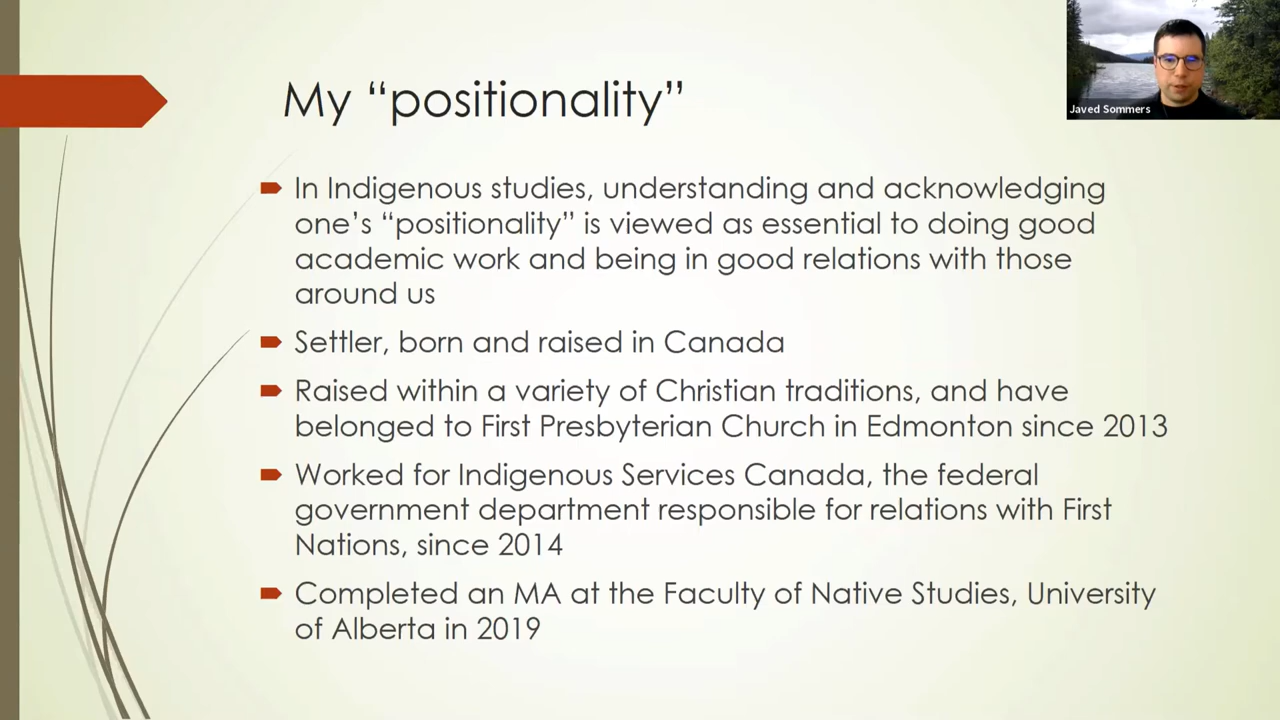 My “positionality”
Javed Sommers
In Indigenous studies, understanding and acknowledging
one’s “positionality” is viewed as essential to doing good
academic work and being in good relations with those
around us
Settler, born and raised in Canada
Raised within a variety of Christian traditions, and have
belonged to First Presbyterian Church in Edmonton since 2013
Worked for Indigenous Services Canada, the federal
government department responsible for relations with First
Nations, since 2014
Completed an MA at the Faculty of Native Studies, University
of Alberta in 2019